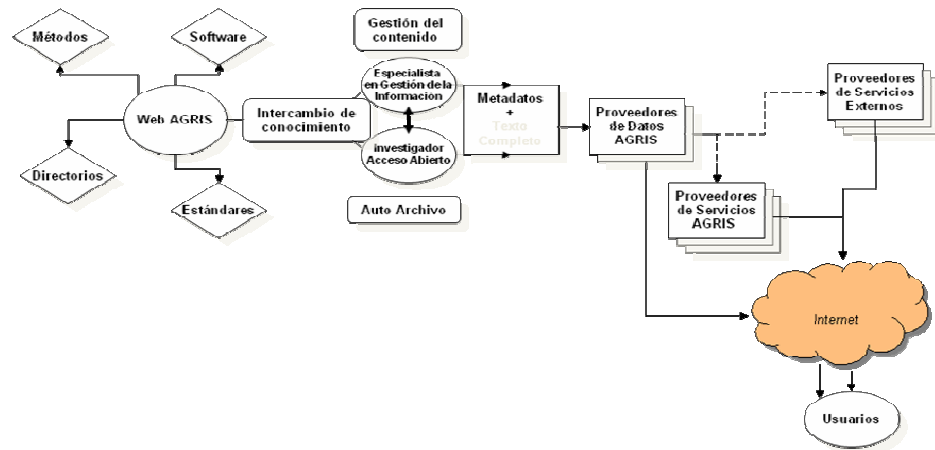 Métodos
Software
Web AGRIS
Directorios
Estándares
Intercambio de
conocimiento
Gestión del
contenido
Especialista
en Gestión de la
Información
Investigador
Acceso Abierto
Auto Archivo
Metadatos
+
Texto
Completo
Proveedores
de Datos
AGRIS
Proveedores
de Servicios
Externos
Proveedores
de Servicios
AGRIS
Internet
Usuarios